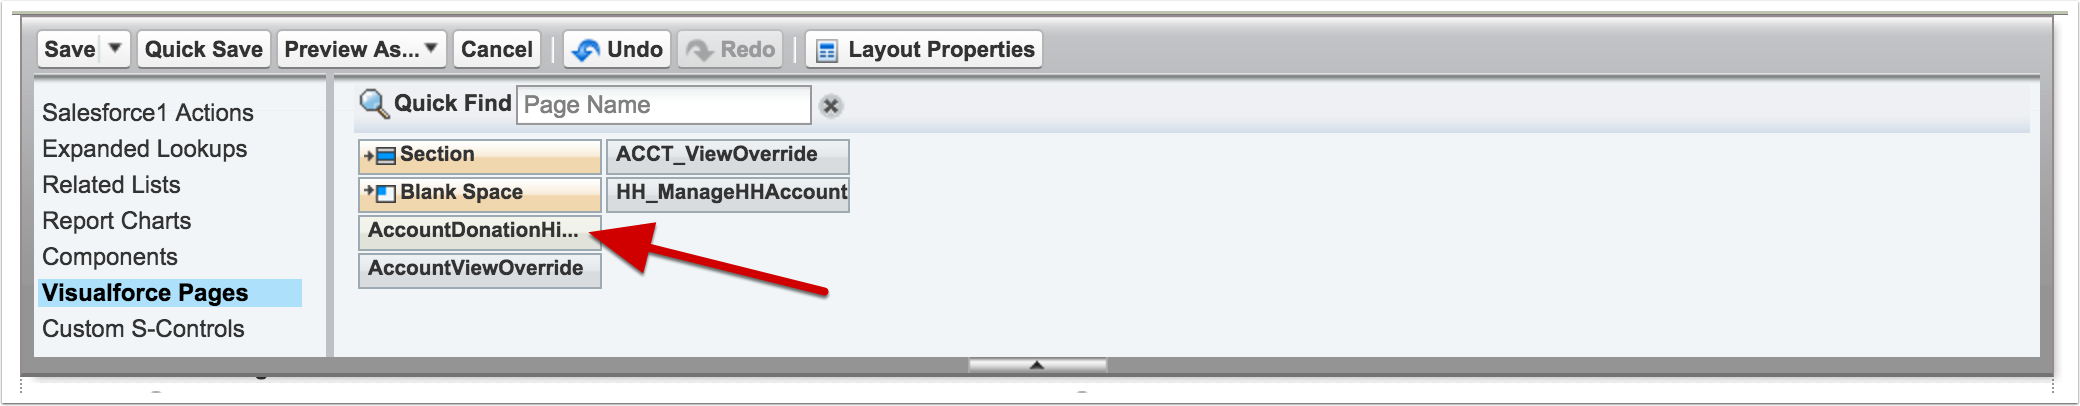 Save Quick Save Preview As... Cancel Undo Redo Layout Properties
Salesforce1 Actions
Expanded Lookups
Related Lists
Report Charts
Components
Visualforce Pages
Custom S-Controls
Quick Find Page Name
Section ACCT_ViewOverride
Blank Space HH_ManageHHAccount
AccountDonationHi...
AccountViewOverride